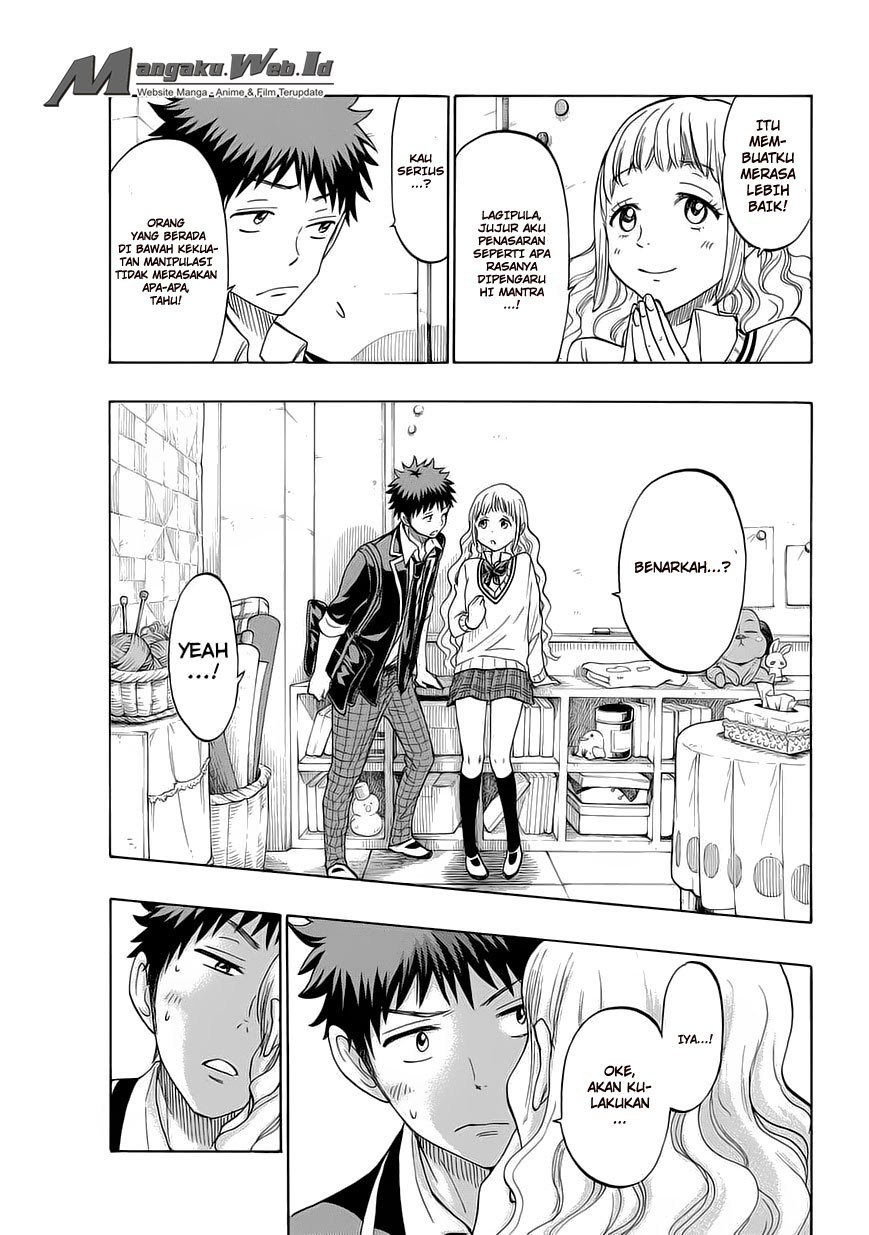 Mangaku.Web.Id
Website Manga - Anime & Film Terupdate
ITU
MEM-
BUATKU
MERASA
LEBIH
BAIK!
LAGIPULA,
JUJUR AKU
PENASARAN
SEPERTI APA
RASANYA
DIPENGARU
HI MANTRA
...!
KAU
SERIUS
...?
ORANG
YANG BERADA
DI BAWAH KEKUA-
TAN MANIPULASI
TIDAK
MERASAKAN
APA-APA,
TAHU!
BENARKAH...?
YEAH
....!
IYA...!
OKE,
AKAN KU-
LAKUKAN
...